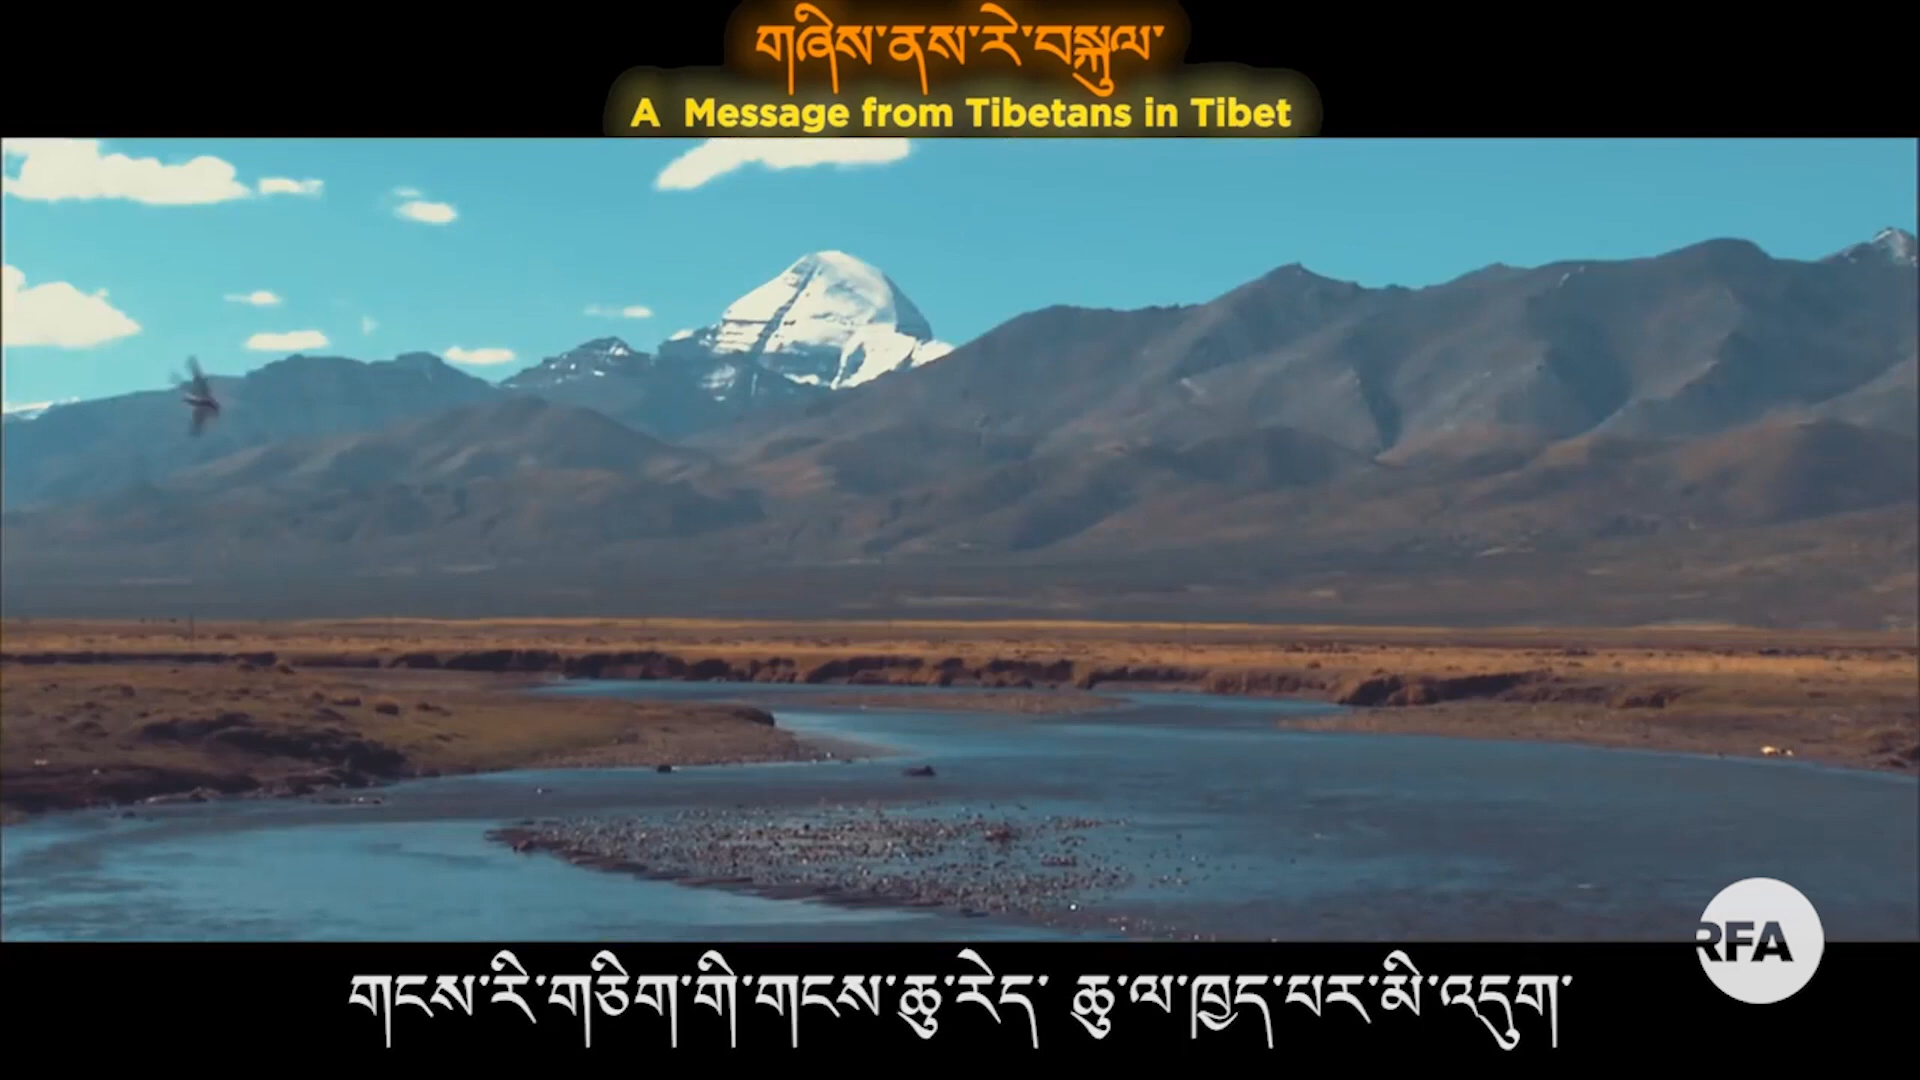 གཞིས་ནས་རེ་བསྐུལ་
A Message from Tibetans in Tibet
RFA
གངས་རི་གཅིག་གི་གངས་ཆུ་རེད་ ཆུ་ལ་ཁྱད་པར་མི་འདུག་